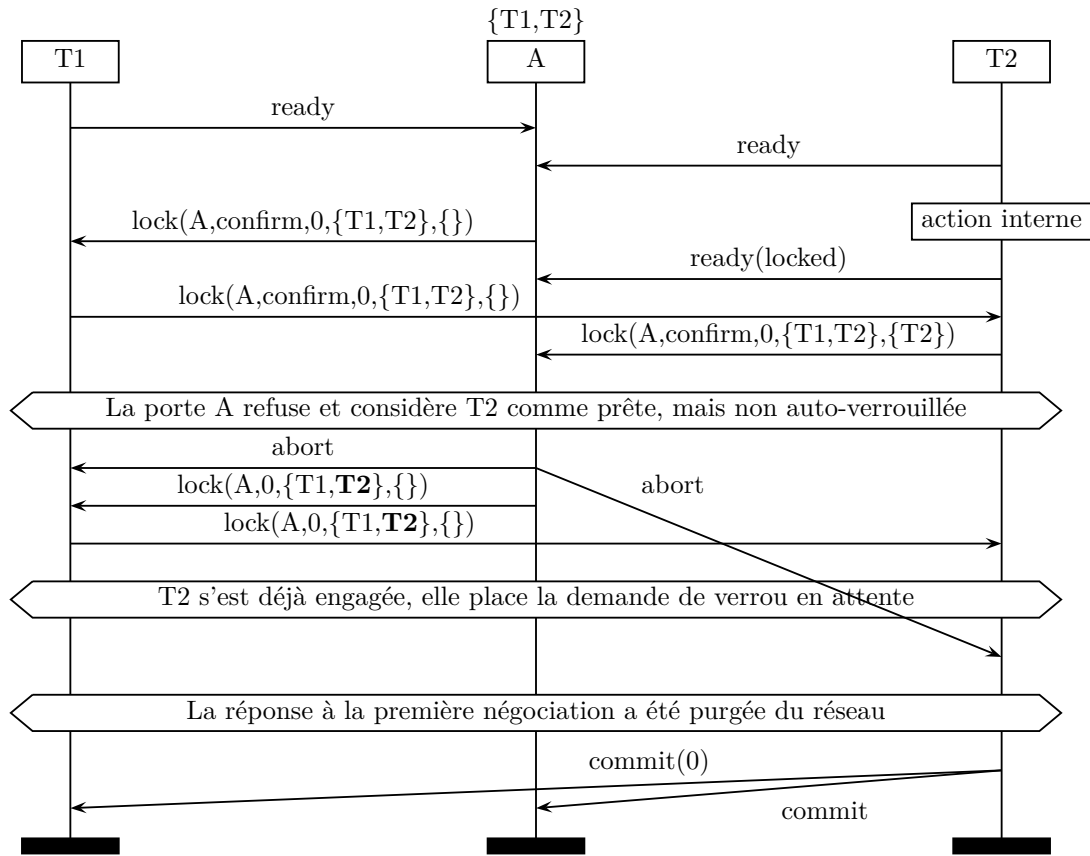 {T1,T2}
T1
A
T2
ready
ready
action interne
lock(A,confirm,0,{T1,T2},{})
ready(locked)
lock(A,confirm,0,{T1,T2},{})
lock(A,confirm,0,{T1,T2},{T2})
La porte A refuse et considère T2 comme prête, mais non auto-verrouillée
abort
lock(A,0,{T1,T2},{})
abort
lock(A,0,{T1,T2},{})
T2 s'est déjà engagée, elle place la demande de verrou en attente
La réponse à la première négociation a été purgée du réseau
commit(0)
commit